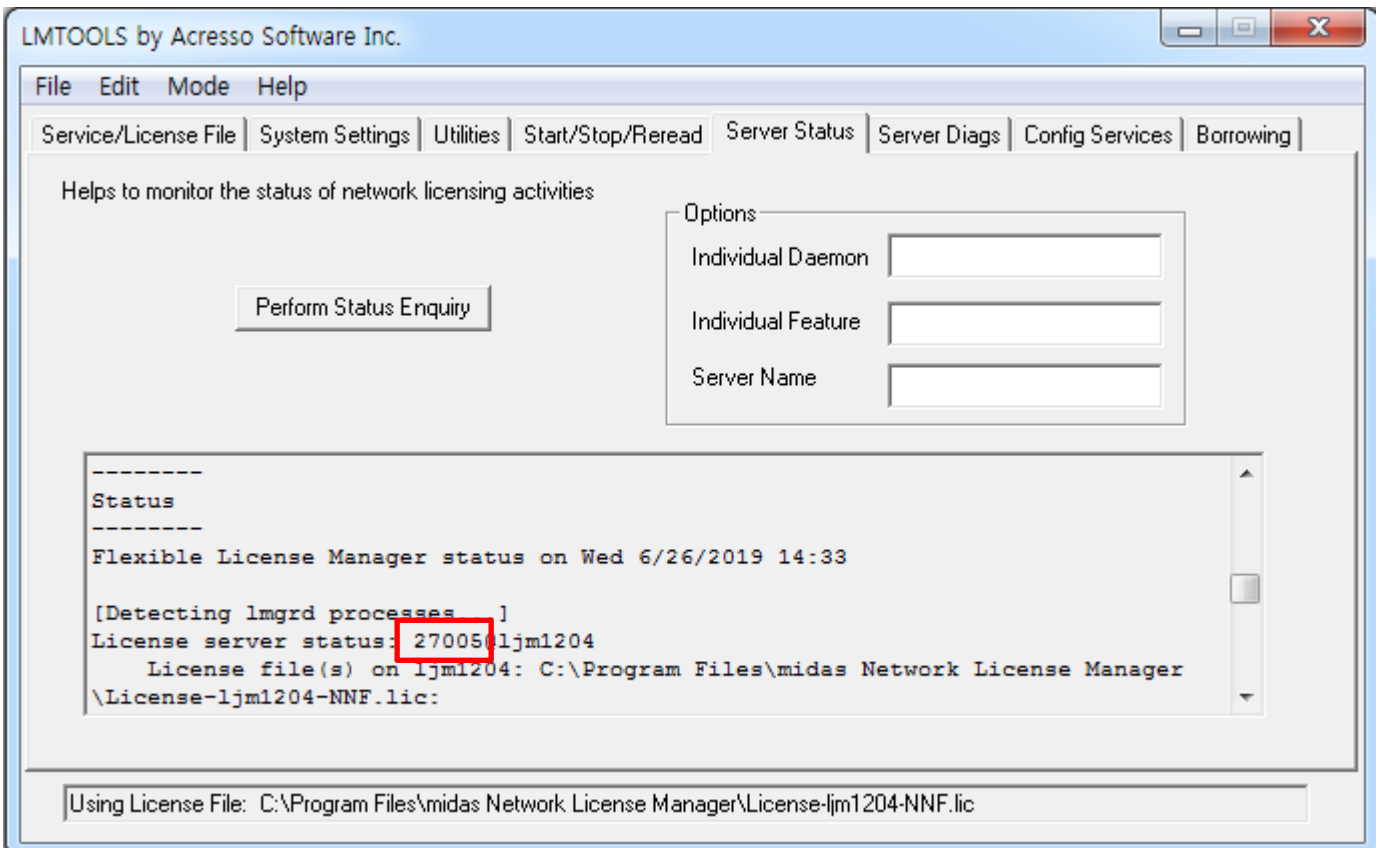 LMTOOLS by Acresso Software Inc.
File Edit Mode Help
Service/License File System Settings Utilities Start/Stop/Reread Server Status Server Diags Config Services Borrowing
Helps to monitor the status of network licensing activities
Options
Individual Daemon
Perform Status Enquiry
Individual Feature
Server Name
--------
Status
--------
Flexible License Manager status on Wed 6/26/2019 14:33
[Detecting lmgrd processes...]
License server status: 27005@ljm1204
License file(s) on ljm1204: C:\Program Files\midas Network License Manager
\License-ljm1204-NNF.lic:
Using License File: C:\Program Files\midas Network License Manager\License-ljm1204-NNF.lic